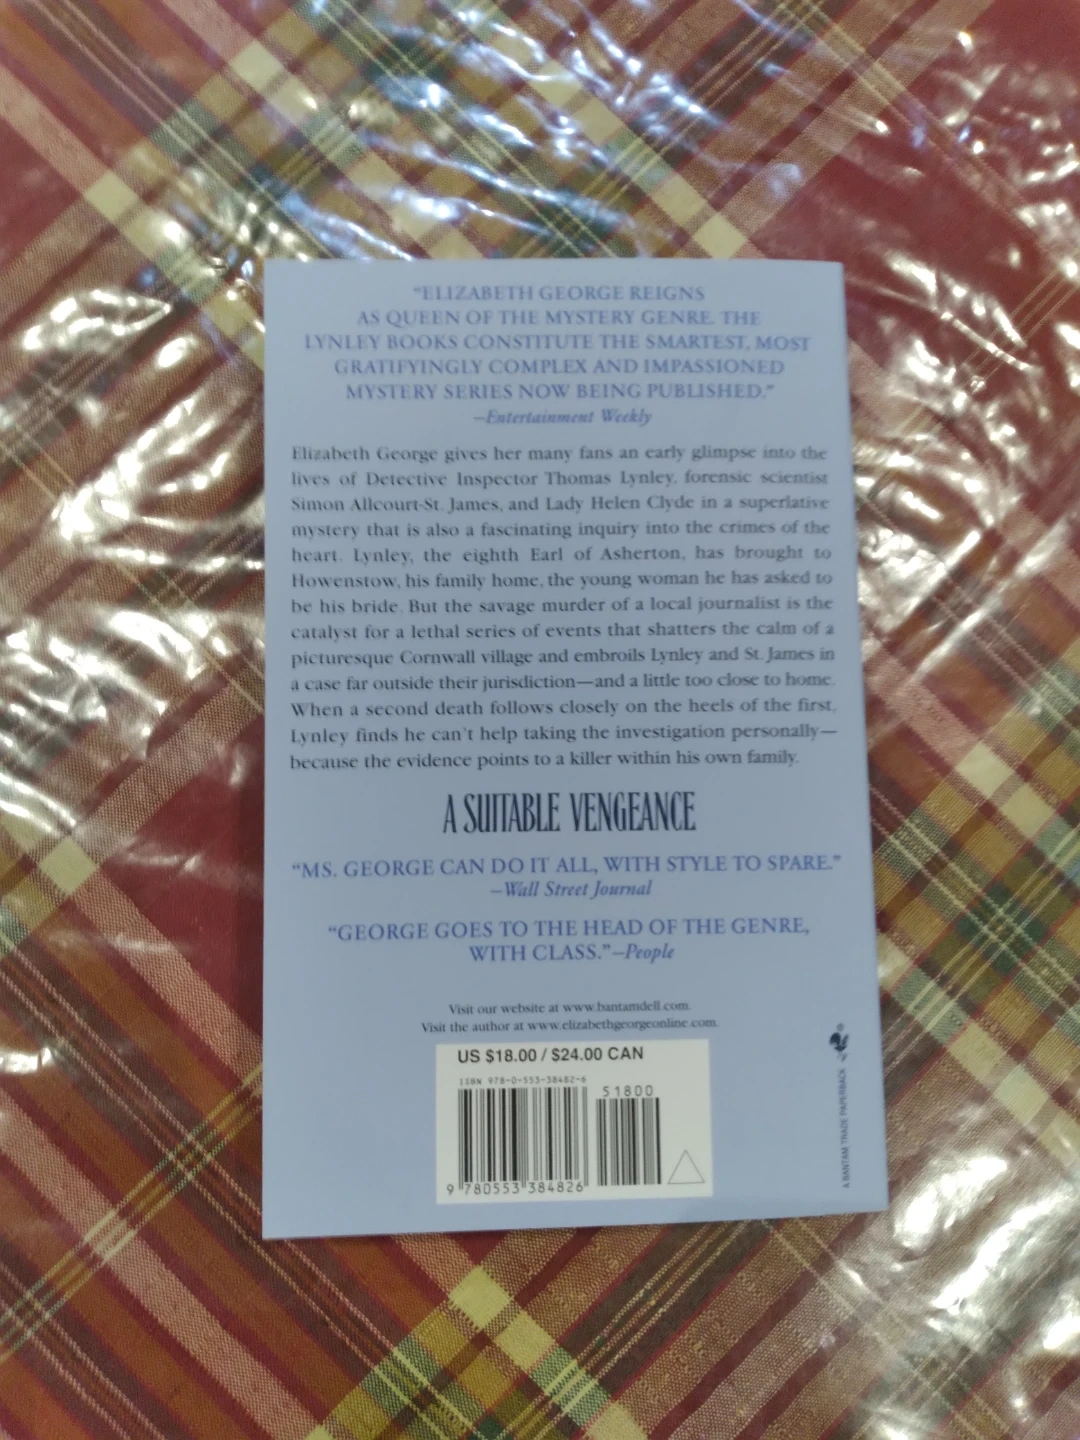 “ELIZABETH GEORGE REIGNS
AS QUEEN OF THE MYSTERY GENRE. THE
LYNLEY BOOKS CONSTITUTE THE SMARTEST, MOST
GRATIFYINGLY COMPLEX AND IMPASSIONED
MYSTERY SERIES NOW BEING PUBLISHED.”
—Entertainment Weekly
Elizabeth George gives her many fans an early glimpse into the
lives of Detective Inspector Thomas Lynley, forensic scientist
Simon Allcourt-St. James, and Lady Helen Clyde in a superlative
mystery that is also a fascinating inquiry into the crimes of the
heart. Lynley, the eighth Earl of Asherton, has brought to
Howenstow, his family home, the young woman he has asked to
be his bride. But the savage murder of a local journalist is the
catalyst for a lethal series of events that shatters the calm of a
picturesque Cornwall village and embroils Lynley and St. James in
a case far outside their jurisdiction—and a little too close to home.
When a second death follows closely on the heels of the first,
Lynley finds he can't help taking the investigation personally—
because the evidence points to a killer within his own family.
A SUITABLE VENGEANCE
“MS. GEORGE CAN DO IT ALL, WITH STYLE TO SPARE.”
—Wall Street Journal
“GEORGE GOES TO THE HEAD OF THE GENRE,
WITH CLASS.”—People
Visit our website at www.bantamdell.com.
Visit the author at www.elizabethgeorgeonline.com.
US $18.00 / $24.00 CAN
ISBN 978-0-553-38482-6
51800
9 780553 384826
A BANTAM TRADE PAPERBACK